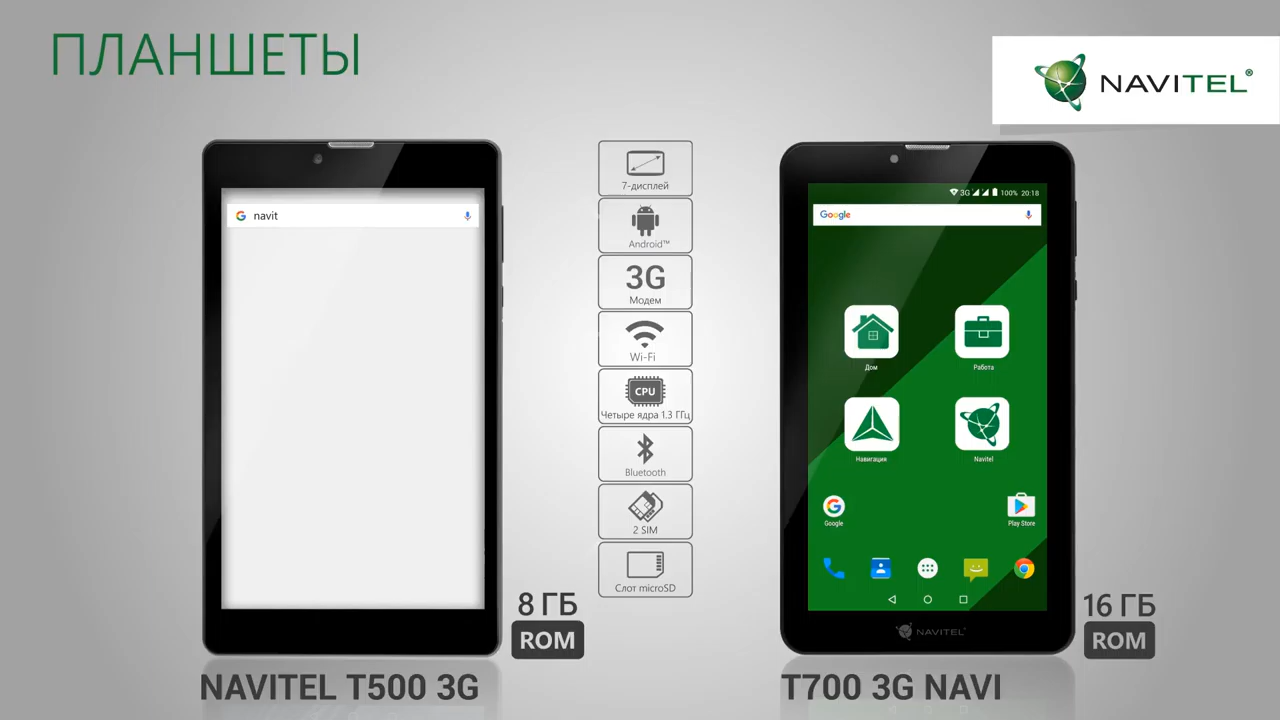 ПЛАНШЕТЫ
NAVITEL®
navit
7-дисплей
Android™
3G
Модем
Wi-Fi
CPU
Четыре ядра 1.3 ГГц
Bluetooth
2 SIM
Слот microSD
3G 100% 20:18
Google
Дом
Работа
Навигация
Navitel
Google
Play Store
NAVITEL
8 ГБ
ROM
16 ГБ
ROM
NAVITEL T500 3G
T700 3G NAVI